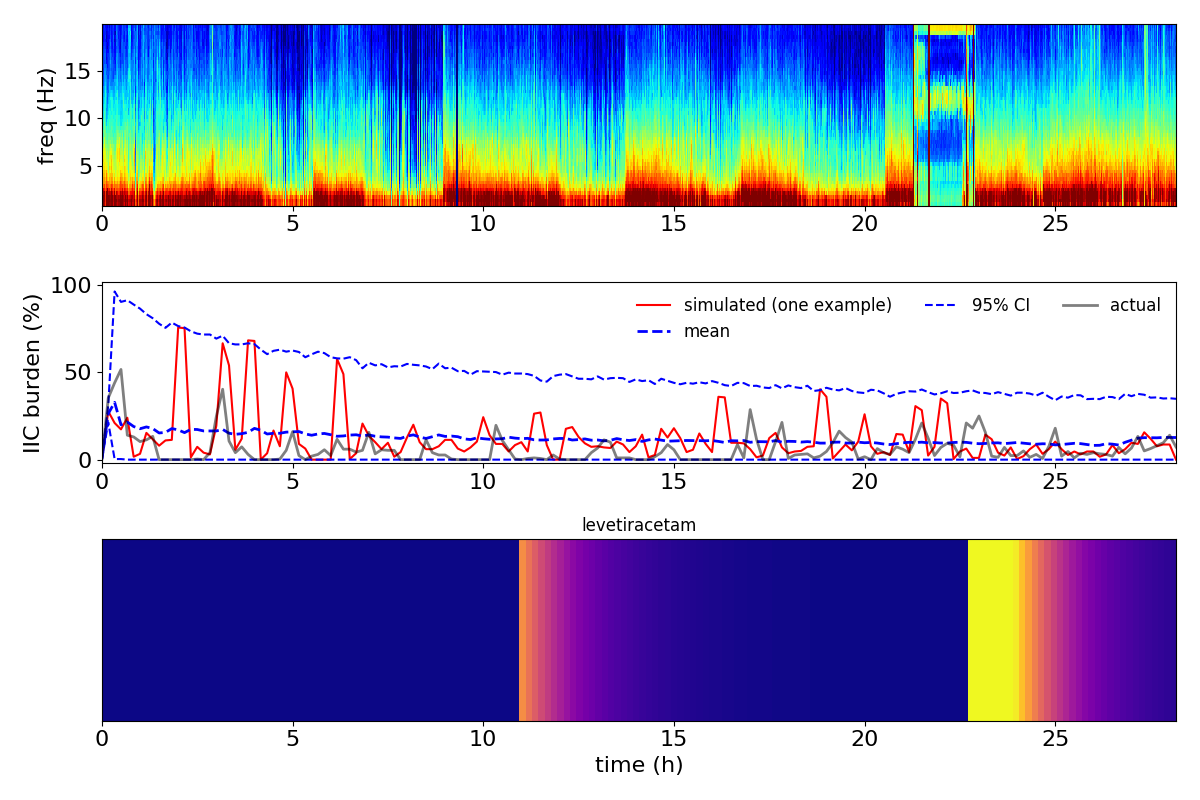 freq (Hz)
15
10
5
0 5 10 15 20 25
IIC burden (%)
100
50
0
simulated (one example) 95% CI actual
mean
0 5 10 15 20 25
levetiracetam
0 5 10 15 20 25
time (h)